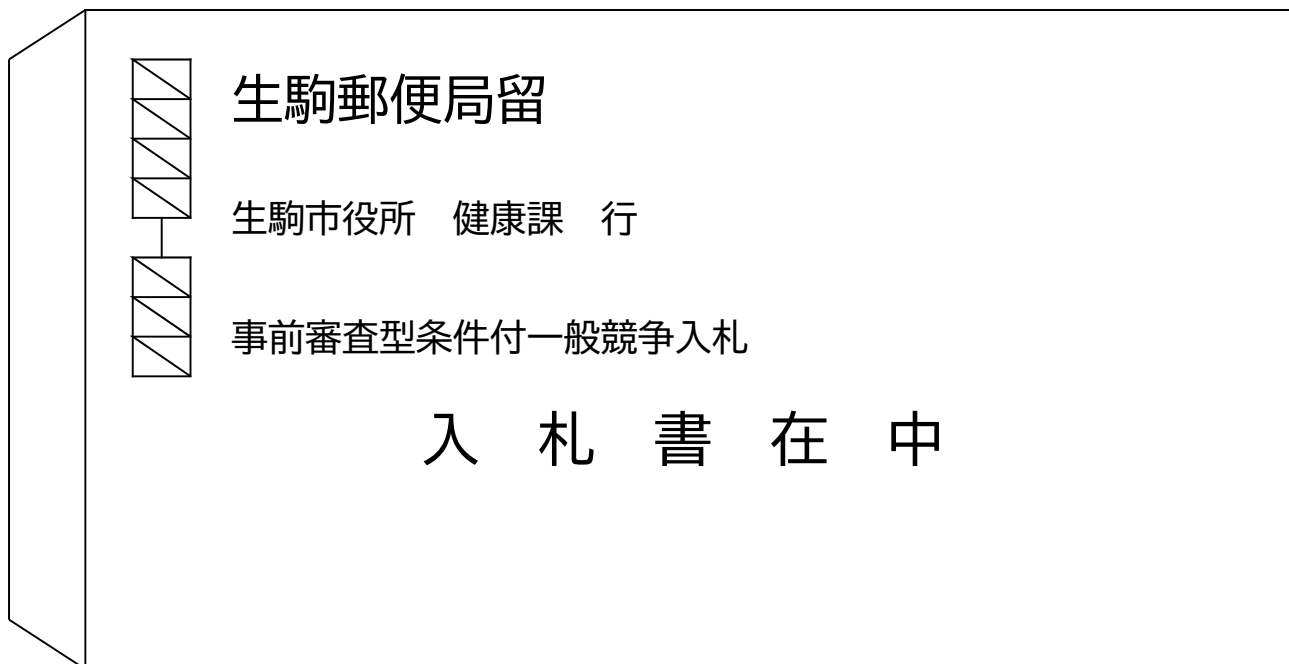 生駒郵便局留
生駒市役所　健康課　行
事前審査型条件付一般競争入札
入　札　書　在　中